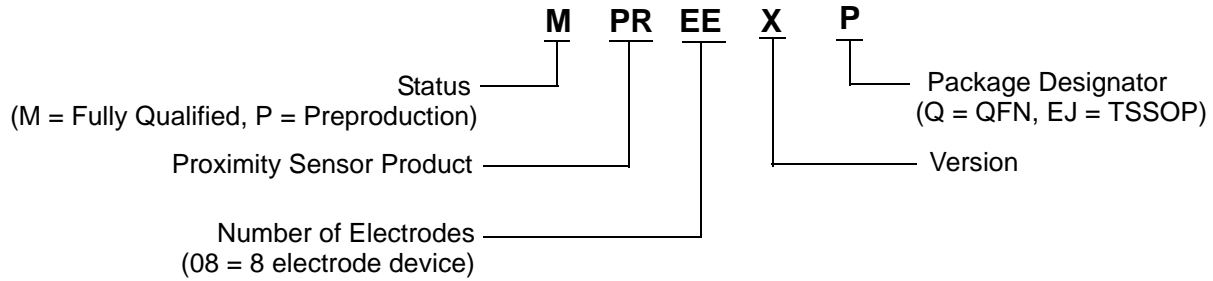 M PR EE X P
Status
(M = Fully Qualified, P = Preproduction)
Package Designator
(Q = QFN, EJ = TSSOP)
Proximity Sensor Product
Version
Number of Electrodes
(08 = 8 electrode device)